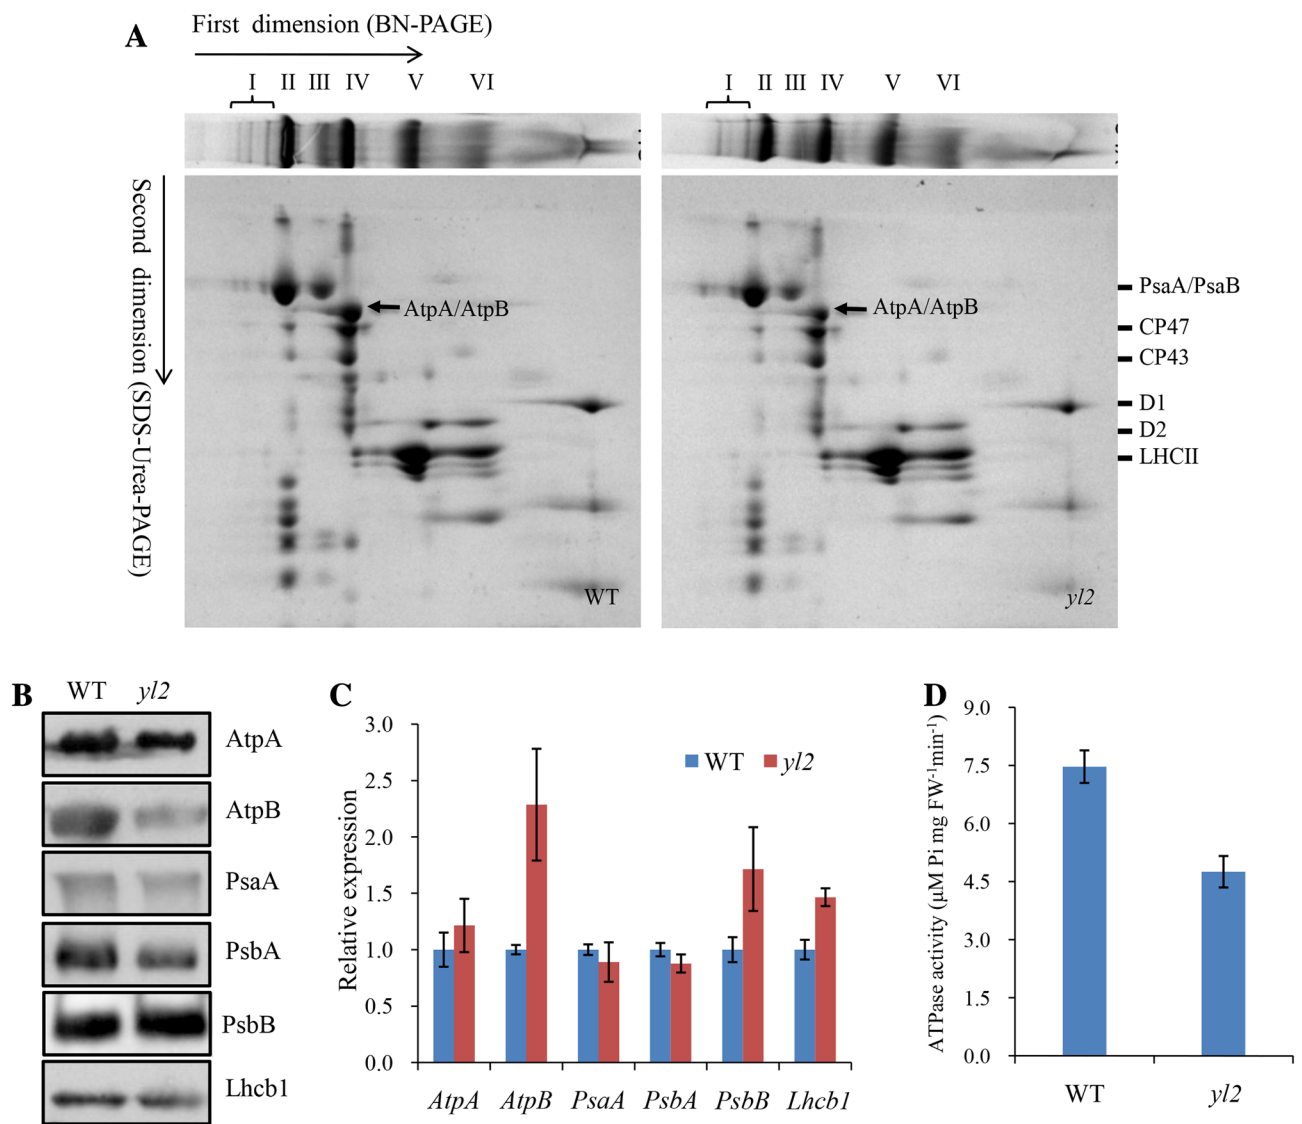 A
First dimension (BN-PAGE)
I II III IV V VI
I II III IV V VI
Second dimension (SDS-Urea-PAGE)
AtpA/AtpB
WT
AtpA/AtpB
yl2
PsaA/PsaB
CP47
CP43
D1
D2
LHCII
B
WT yl2
AtpA
AtpB
PsaA
PsbA
PsbB
Lhcb1
C
Relative expression
3.0
2.5
2.0
1.5
1.0
0.5
0.0
WT yl2
AtpA AtpB PsaA PsbA PsbB Lhcb1
D
ATPase activity (μM Pi mg FW⁻¹min⁻¹)
9.0
7.5
6.0
4.5
3.0
1.5
0.0
WT yl2